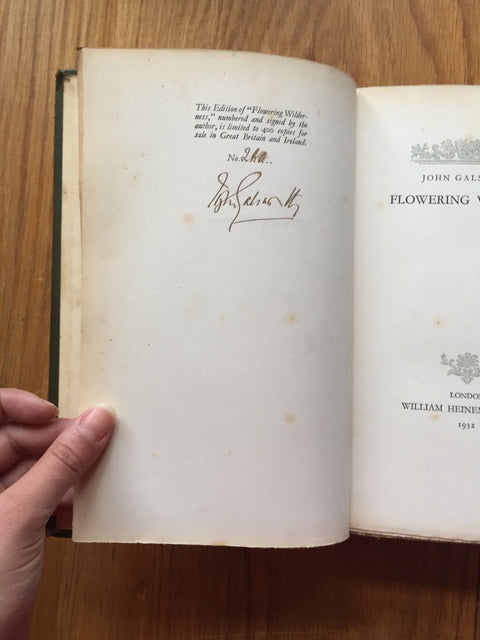 This Edition of "Flowering Wilder-
ness," numbered and signed by the
author, is limited to 400 copies for
sale in Great Britain and Ireland.
No.
John Galsworthy
JOHN GALS
FLOWERING W
LONDO
WILLIAM HEINEM
1932